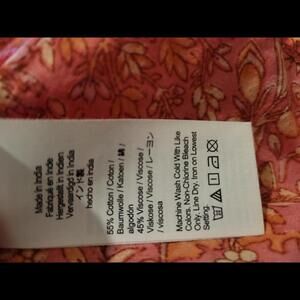 Made in India
Fabriqué en Inde
Hergestellt in Indien
Vervaardigd in India
インド製
hecho en india
55% Cotton / Coton /
Baumwolle / Katoen / 綿 /
algodón
45% Viscose / Viscose /
Viskose / Viscose / レーヨン
/ viscosa
Machine Wash Cold With Like
Colors. Non-Chlorine Bleach
Only. Line Dry. Iron on Lowest
Setting.